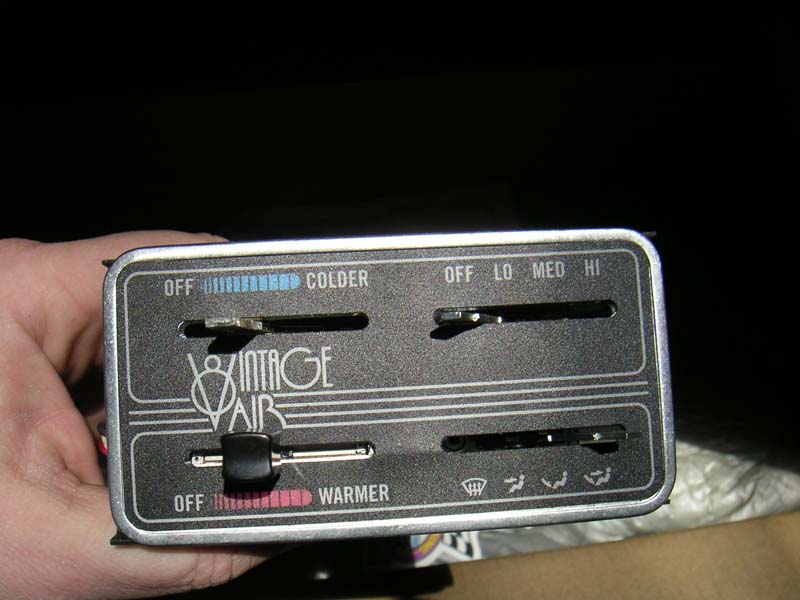 OFF COLDER
OFF LO MED HI
VINTAGE
AIR
OFF WARMER